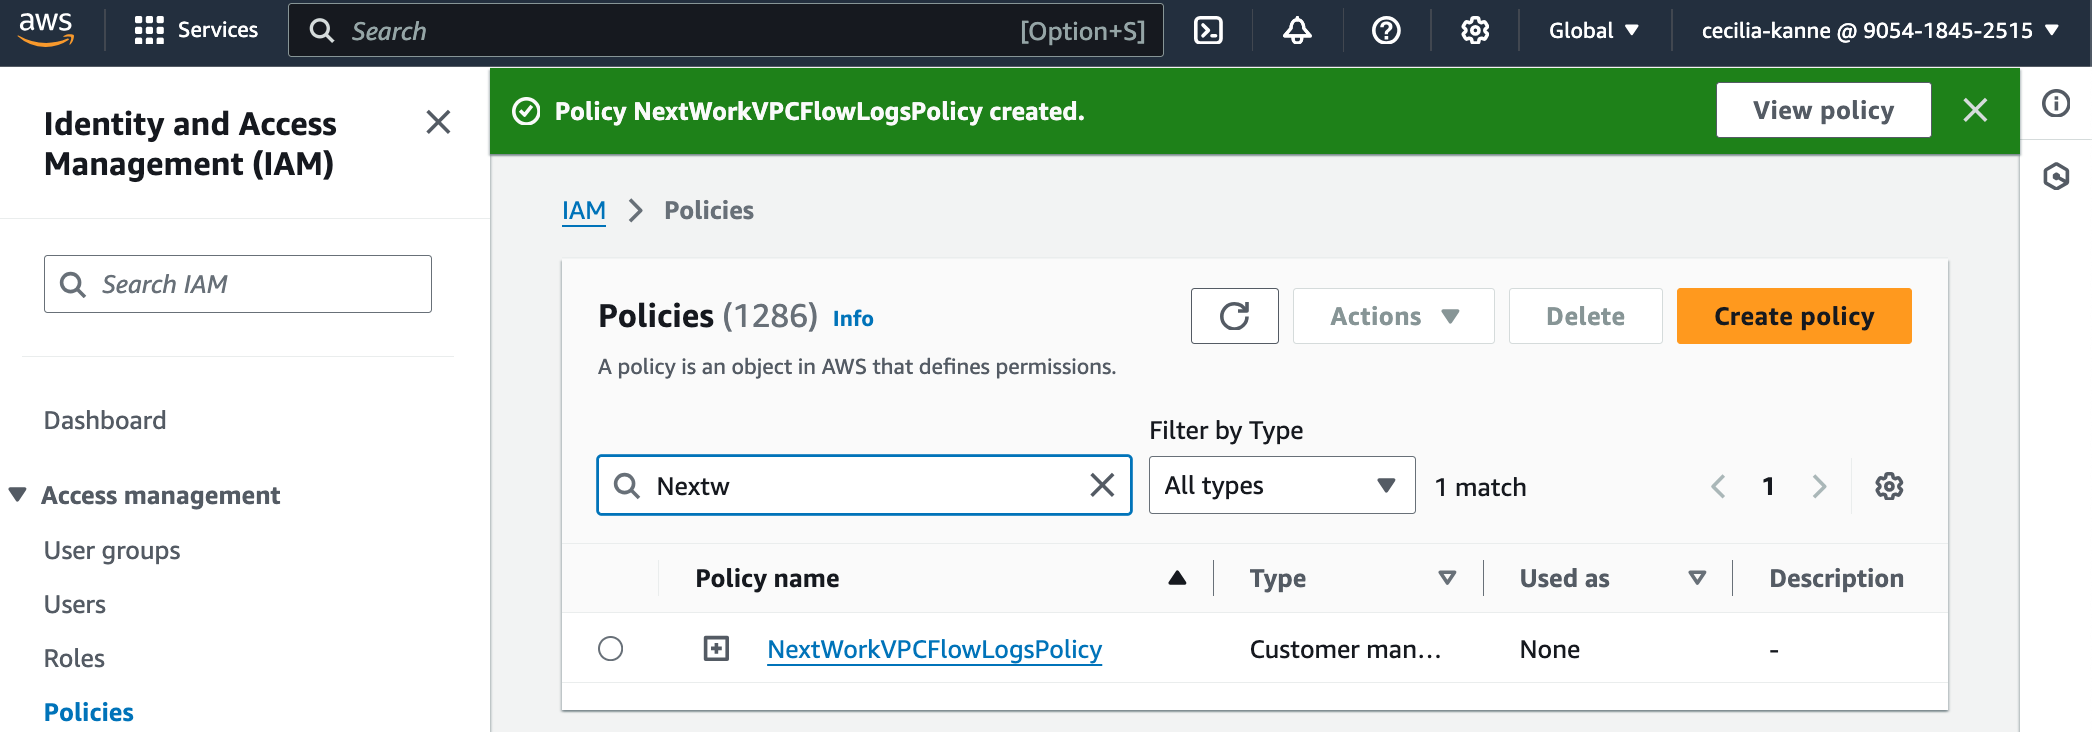 aws
Services
Search
[Option+S]
Global
cecilia-kanne @ 9054-1845-2515
Identity and Access
Management (IAM)
Search IAM
Dashboard
Access management
User groups
Users
Roles
Policies
Policy NextWorkVPCFlowLogsPolicy created.
View policy
IAM
Policies
Policies (1286) Info
Actions
Delete
Create policy
A policy is an object in AWS that defines permissions.
Filter by Type
Nextw
All types
1 match
1
Policy name
Type
Used as
Description
NextWorkVPCFlowLogsPolicy
Customer man...
None
-